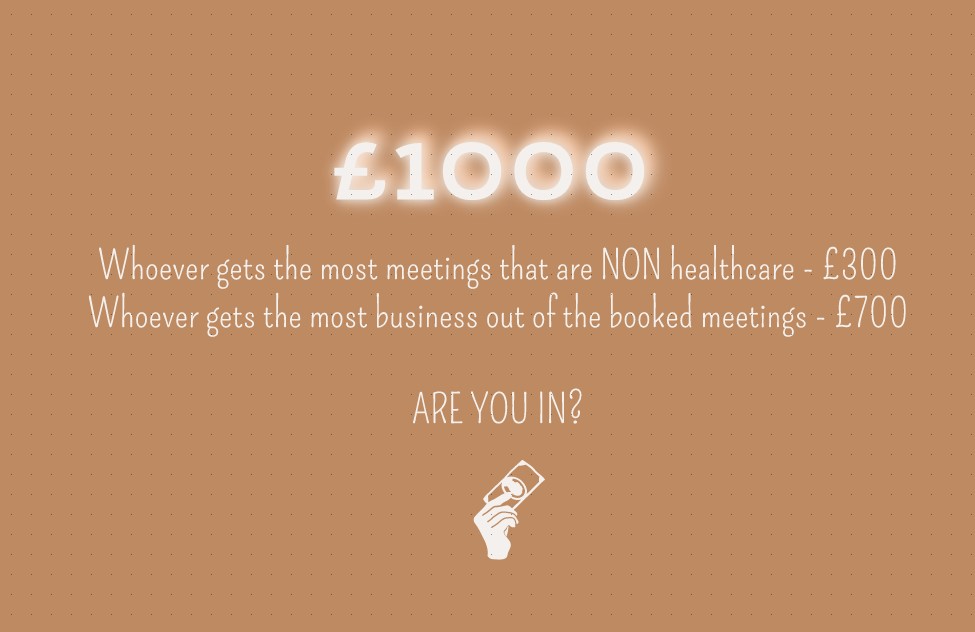 £1000
Whoever gets the most meetings that are NON healthcare - £300
Whoever gets the most business out of the booked meetings - £700
ARE YOU IN?